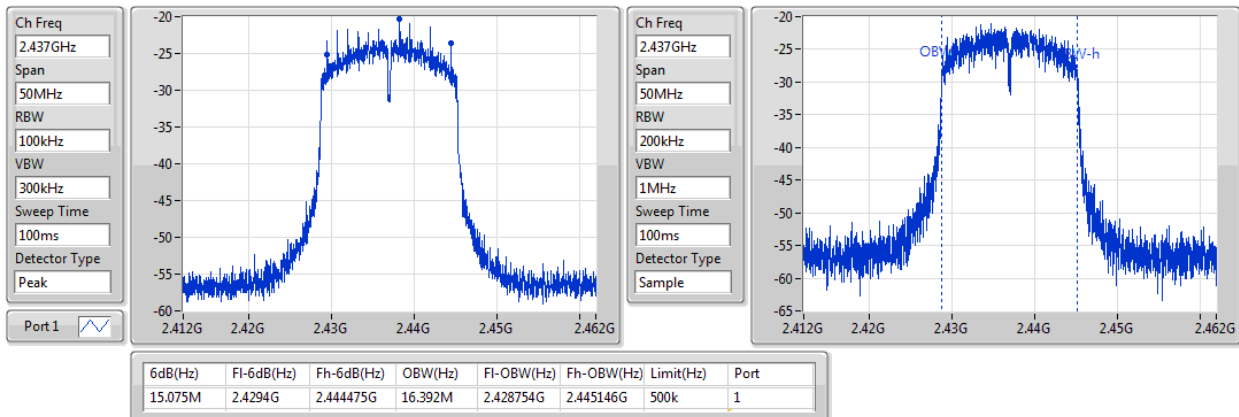 Ch Freq
2.437GHz
Span
50MHz
RBW
100kHz
VBW
300kHz
Sweep Time
100ms
Detector Type
Peak
Port 1
-20
-25
-30
-35
-40
-45
-50
-55
-60
2.412G 2.42G 2.43G 2.44G 2.45G 2.462G
Ch Freq
2.437GHz
Span
50MHz
RBW
200kHz
VBW
1MHz
Sweep Time
100ms
Detector Type
Sample
-20
-25
-30
-35
-40
-45
-50
-55
-60
-65
2.412G 2.42G 2.43G 2.44G 2.45G 2.462G
6dB(Hz) Fl-6dB(Hz) Fh-6dB(Hz) OBW(Hz) Fl-OBW(Hz) Fh-OBW(Hz) Limit(Hz) Port
15.075M 2.4294G 2.444475G 16.392M 2.428754G 2.445146G 500k 1